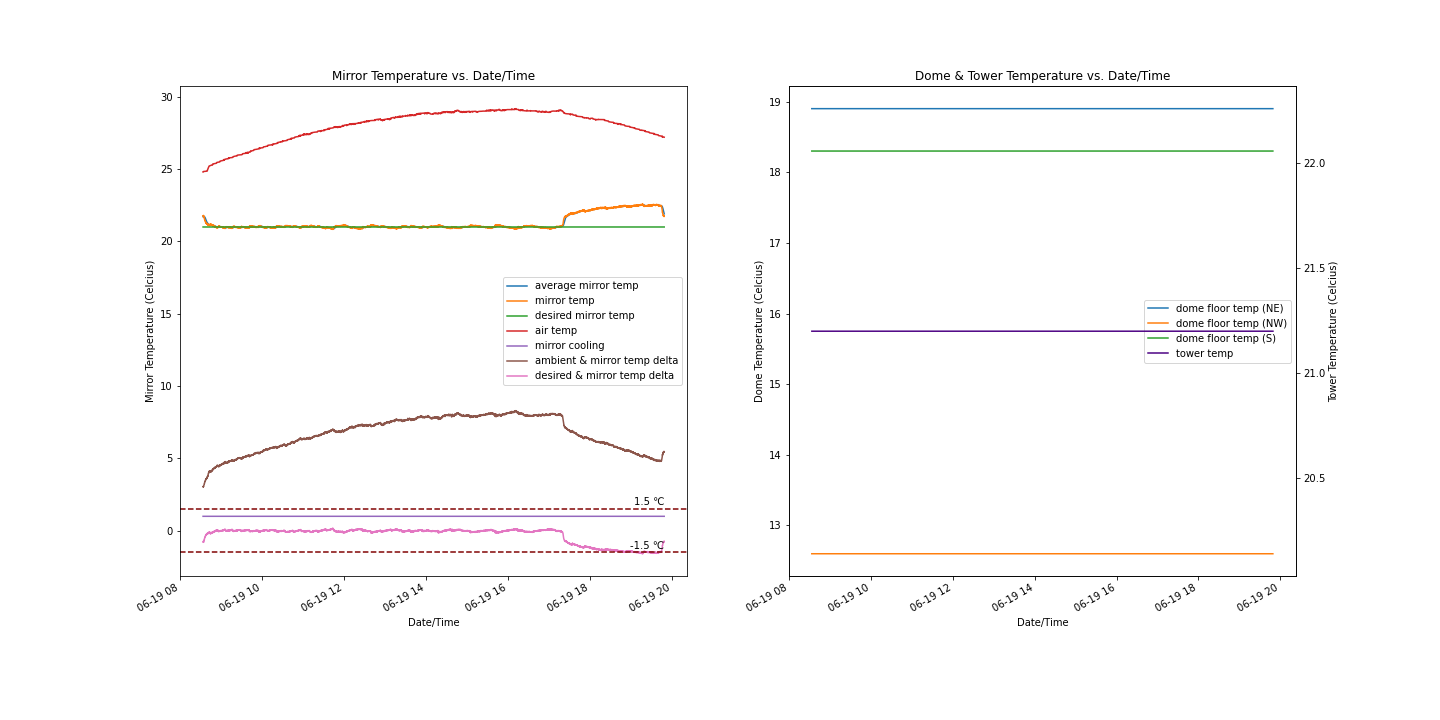 Mirror Temperature vs. Date/Time
30
25
20
15
10
5
0
Mirror Temperature (Celcius)
average mirror temp
mirror temp
desired mirror temp
air temp
mirror cooling
ambient & mirror temp delta
desired & mirror temp delta
1.5 °C
-1.5 °C
06-19 08
06-19 10
06-19 12
06-19 14
06-19 16
06-19 18
06-19 20
Date/Time
Dome & Tower Temperature vs. Date/Time
19
18
17
16
15
14
13
Dome Temperature (Celcius)
dome floor temp (NE)
dome floor temp (NW)
dome floor temp (S)
tower temp
22.0
21.5
21.0
20.5
Tower Temperature (Celcius)
06-19 08
06-19 10
06-19 12
06-19 14
06-19 16
06-19 18
06-19 20
Date/Time